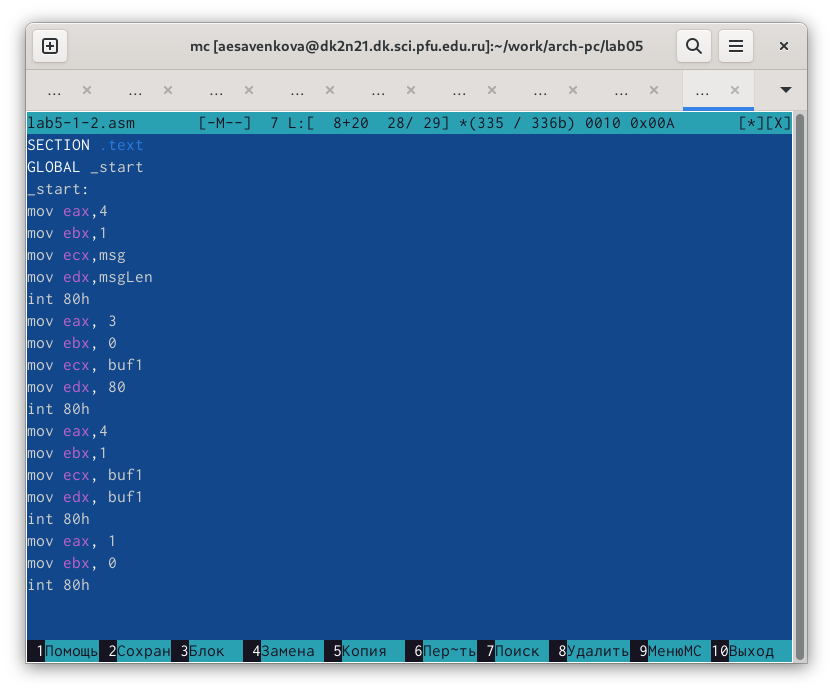 mc [aesavenkova@dk2n21.dk.sci.pfu.edu.ru]:~/work/arch-pc/lab05
... ... ... ... ... ... ... ... ...
lab5-1-2.asm [-M--] 7 L:[ 8+20 28/ 29] *(335 / 336b) 0010 0x00A [*][X]
SECTION .text
GLOBAL _start
_start:
mov eax,4
mov ebx,1
mov ecx,msg
mov edx,msgLen
int 80h
mov eax, 3
mov ebx, 0
mov ecx, buf1
mov edx, 80
int 80h
mov eax,4
mov ebx,1
mov ecx, buf1
mov edx, buf1
int 80h
mov eax, 1
mov ebx, 0
int 80h
1Помощь 2Сохран 3Блок 4Замена 5Копия 6Пер~ть 7Поиск 8Удалить 9МенюMC 10Выход